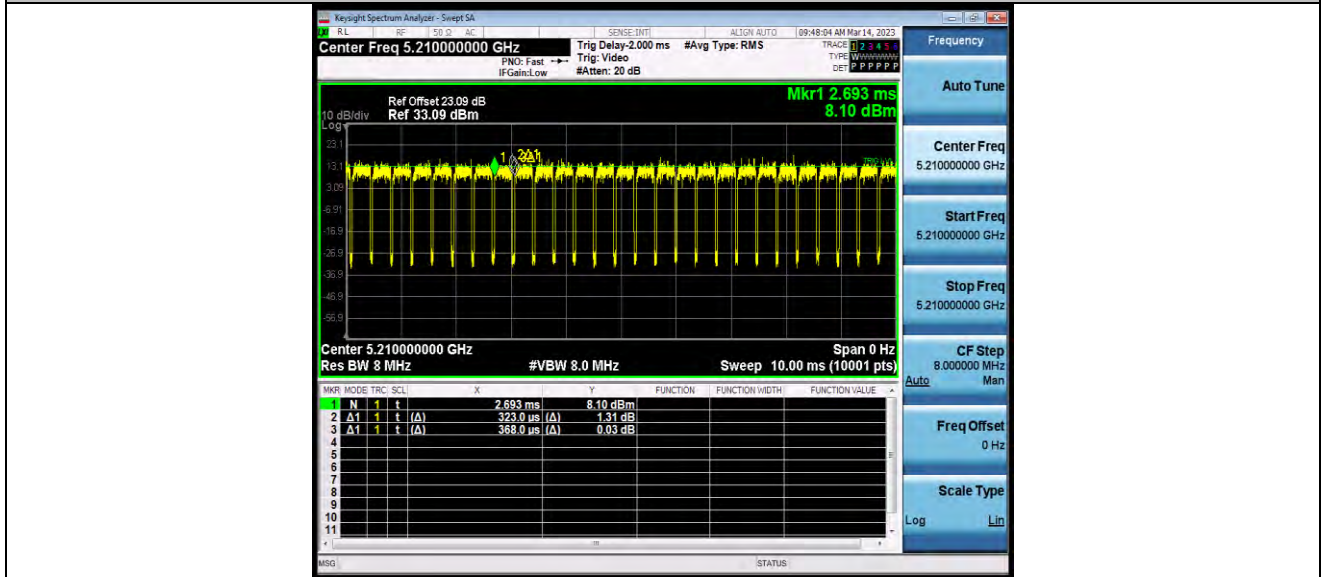 Keysight Spectrum Analyzer - Swept SA
RL RF 50 Ω AC SENSE:INT ALIGN AUTO 09:48:04 AM Mar 14, 2023
Center Freq 5.210000000 GHz
Trig Delay-2.000 ms #Avg Type: RMS
TRACE 1 2 3 4 5 6
PNO: Fast
Trig: Video
TYPE WWWWWW
IFGain:Low
#Atten: 20 dB
DET P P P P P P
Mkr1 2.693 ms
8.10 dBm
Ref Offset 23.09 dB
10 dB/div Ref 33.09 dBm
Log
23.1
13.1
3.09
-6.91
-16.9
-26.9
-36.9
-46.9
-56.9
1
Center 5.210000000 GHz Span 0 Hz
Res BW 8 MHz #VBW 8.0 MHz Sweep 10.00 ms (10001 pts)
MKR MODE TRC SCL X Y FUNCTION FUNCTION WIDTH FUNCTION VALUE
1 N 1 t 2.693 ms 8.10 dBm
2 Δ1 1 t (Δ) 323.0 µs (Δ) 1.31 dB
3 Δ1 1 t (Δ) 368.0 µs (Δ) 0.03 dB
4
5
6
7
8
9
10
11
MSG STATUS
Frequency
Auto Tune
Center Freq
5.210000000 GHz
Start Freq
5.210000000 GHz
Stop Freq
5.210000000 GHz
CF Step
8.000000 MHz
Auto Man
Freq Offset
0 Hz
Scale Type
Log Lin